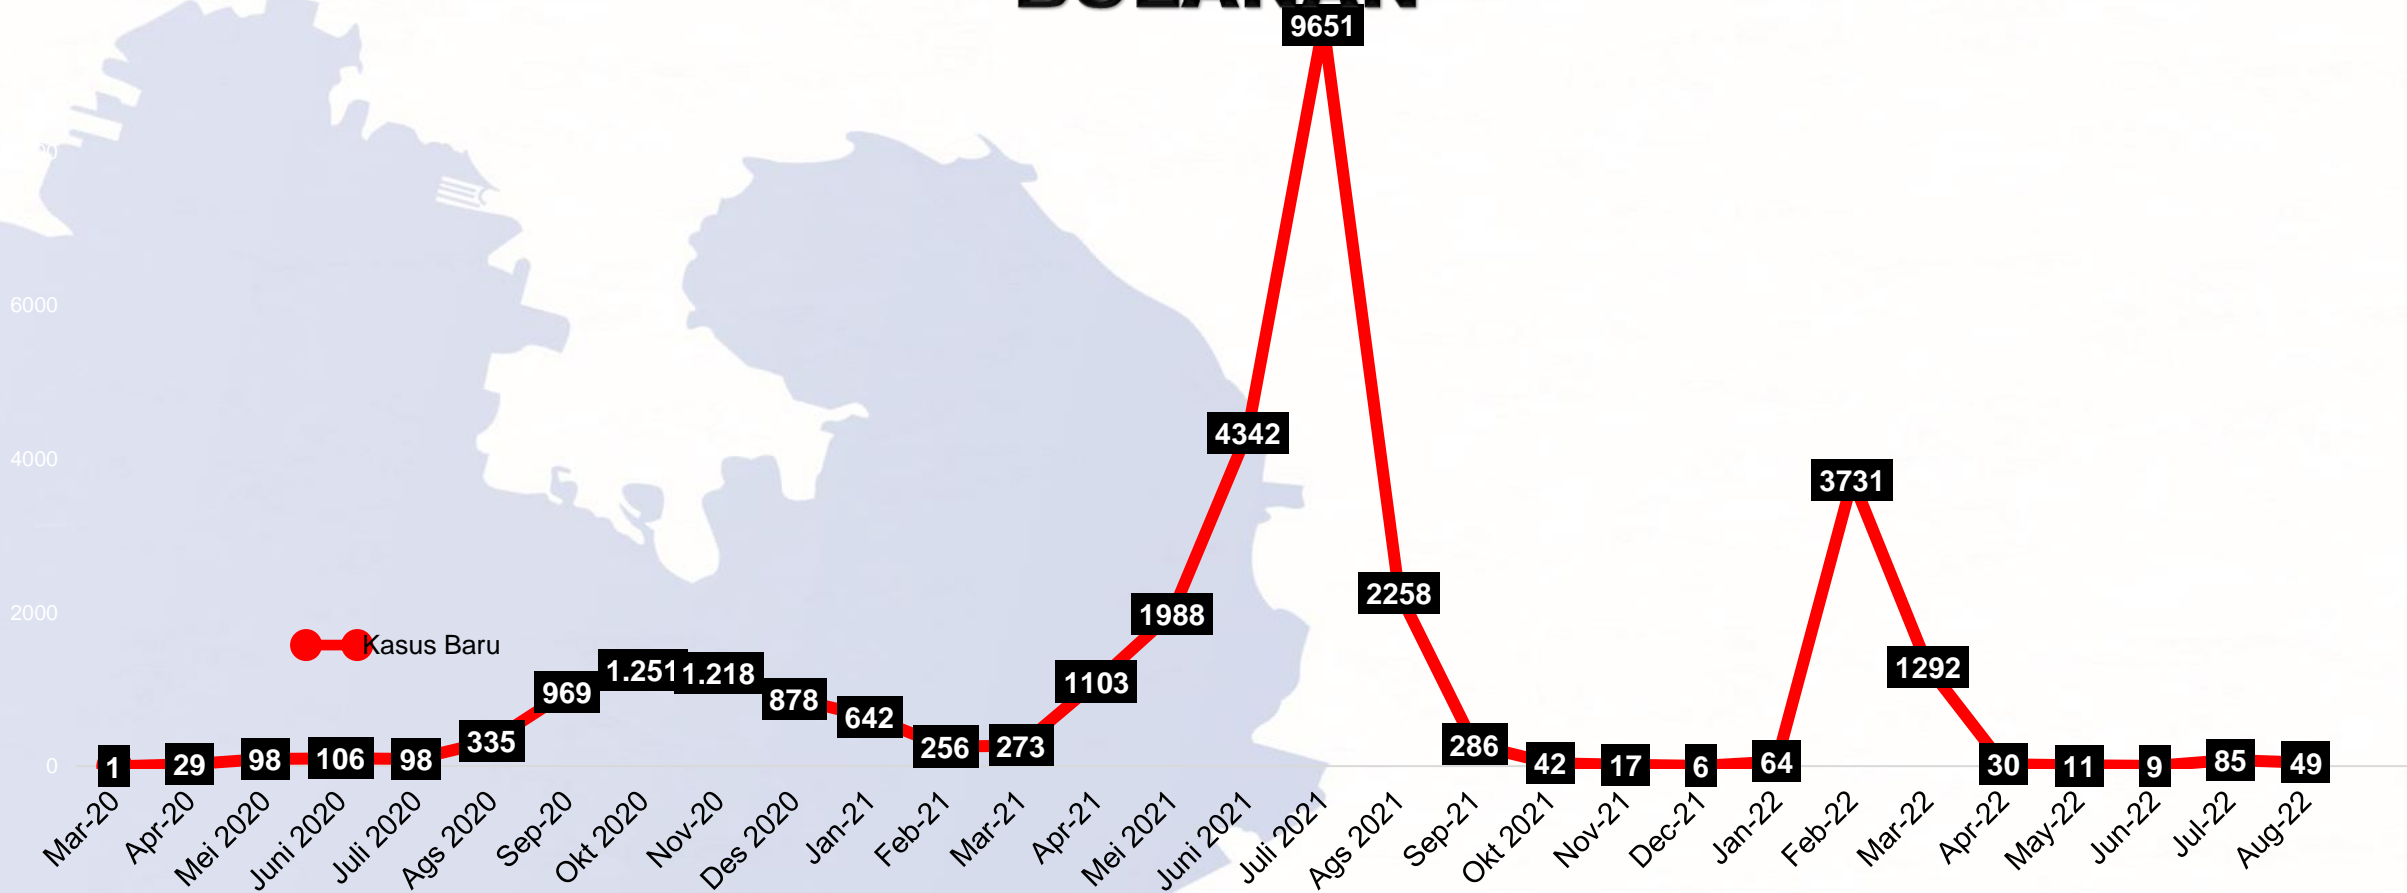 9651
6000
4342
4000
3731
2258
2000
1988
Kasus Baru
1.251
1.218
1103
1292
969
878
642
335
256
273
286
1
29
98
106
98
42
17
6
64
30
11
9
85
49
0
Mar-20
Apr-20
Mei 2020
Juni 2020
Juli 2020
Ags 2020
Sep-20
Okt 2020
Nov-20
Des 2020
Jan-21
Feb-21
Mar-21
Apr-21
Mei 2021
Juni 2021
Juli 2021
Ags 2021
Sep-21
Okt 2021
Nov-21
Dec-21
Jan-22
Feb-22
Mar-22
Apr-22
May-22
Jun-22
Jul-22
Aug-22